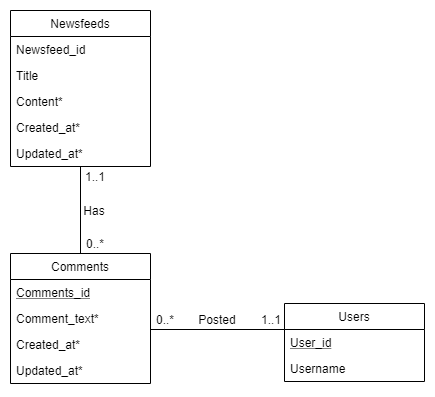 Newsfeeds
Newsfeed_id
Title
Content*
Created_at*
Updated_at*
1..1
Has
0..*
Comments
Comments_id
Comment_text*
Created_at*
Updated_at*
0..* Posted 1..1
Users
User_id
Username